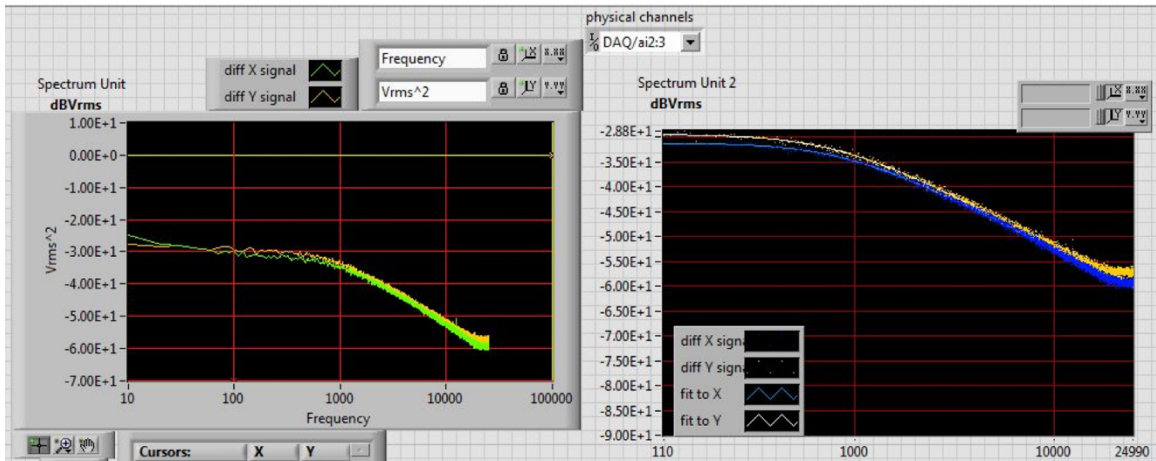 physical channels
I/O DAQ/ai2:3
Frequency
Vrms^2
diff X signal
diff Y signal
Spectrum Unit
dBVrms
Vrms^2
1.00E+1
0.00E+0
-1.00E+1
-2.00E+1
-3.00E+1
-4.00E+1
-5.00E+1
-6.00E+1
-7.00E+1
10 100 1000 10000 100000
Frequency
Cursors: X Y
Spectrum Unit 2
dBVrms
X X.XX
Y Y.YY
-2.88E+1
-3.50E+1
-4.00E+1
-4.50E+1
-5.00E+1
-5.50E+1
-6.00E+1
-6.50E+1
-7.00E+1
-7.50E+1
-8.00E+1
-8.50E+1
-9.00E+1
diff X signa
diff Y signa
fit to X
fit to Y
110 1000 10000 24990